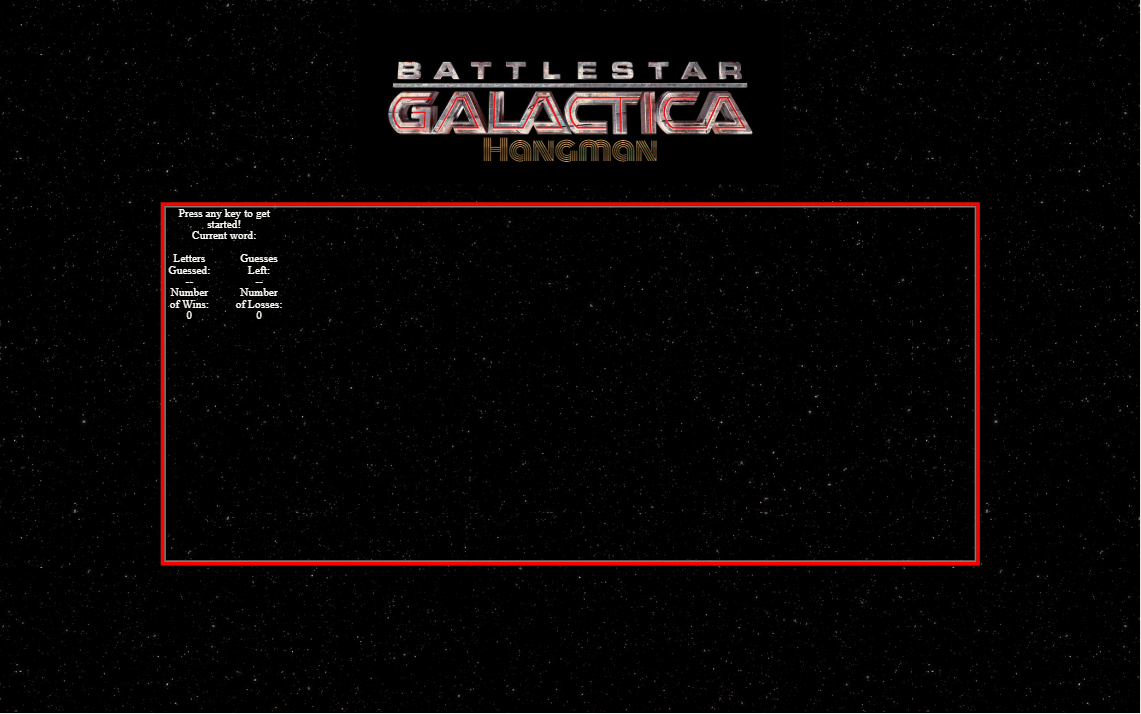 BATTLESTAR
GALACTICA
Hangman
Press any key to get
started!
Current word:
Letters Guesses
Guessed: Left:
-- --
Number Number
of Wins: of Losses:
0 0